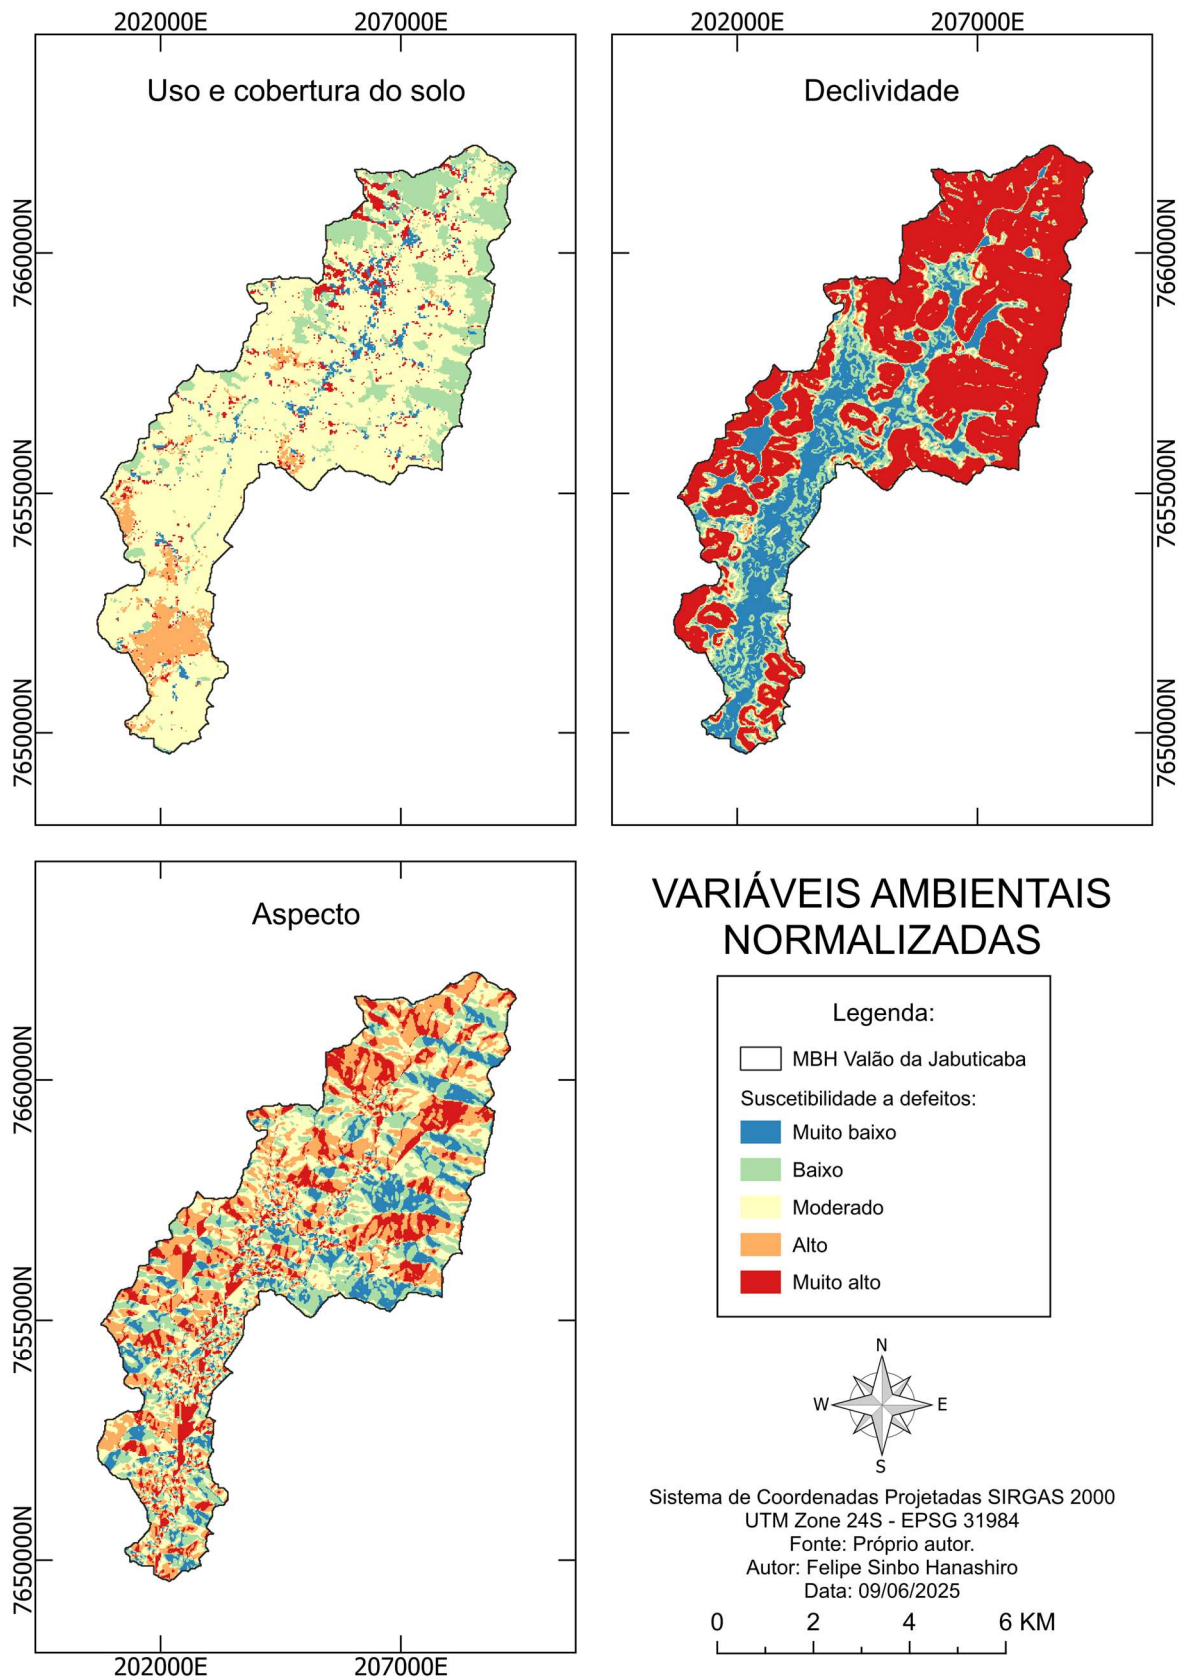 202000E
207000E
202000E
207000E
Uso e cobertura do solo
Declividade
7660000N
7655000N
7650000N
7660000N
7655000N
7650000N
Aspecto
7660000N
7655000N
7650000N
202000E
207000E
VARIÁVEIS AMBIENTAIS
NORMALIZADAS
Legenda:
MBH Valão da Jabuticaba
Suscetibilidade a defeitos:
Muito baixo
Baixo
Moderado
Alto
Muito alto
N
W
E
S
Sistema de Coordenadas Projetadas SIRGAS 2000
UTM Zone 24S - EPSG 31984
Fonte: Próprio autor.
Autor: Felipe Sinbo Hanashiro
Data: 09/06/2025
0 2 4 6 KM